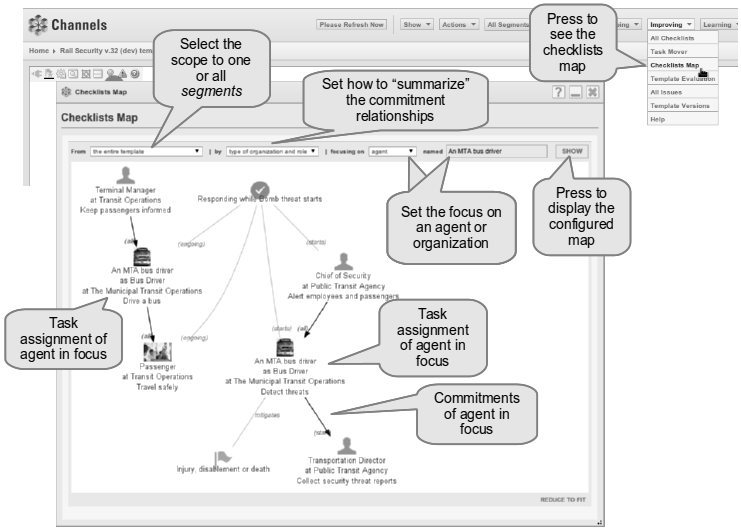 Channels
Please Refresh Now
Show
Actions
All Segments
Improving
Learning
Home
Rail Security v.32 (dev)
All Checklists
Task Mover
Checklists Map
Template Evaluation
All Issues
Template Versions
Help
Press to
see the
checklists
map
Select the
scope to one
or all
segments
Set how to “summarize”
the commitment
relationships
Checklists Map
Checklists Map
From the entire template | by type of organization and role | focusing on agent named An MTA bus driver SHOW
Set the focus on
an agent or
organization
Press to
display the
configured
map
Terminal Manager
at Transit Operations
Keep passengers informed
Responding while Bomb threat starts
(ongoing)
(starts)
An MTA bus driver
as Bus Driver
at The Municipal Transit Operations
Drive a bus
Chief of Security
at Public Transit Agency
Alert employees and passengers
Task
assignment of
agent in focus
Task
assignment
of agent in
focus
(ongoing)
(starts) (all)
Passenger
at Transit Operations
Travel safely
An MTA bus driver
as Bus Driver
at The Municipal Transit Operations
Detect threats
Commitments
of agent in
focus
mitigates
Injury, disablement or death
Transportation Director
at Public Transit Agency
Collect security threat reports
REDUCE TO FIT